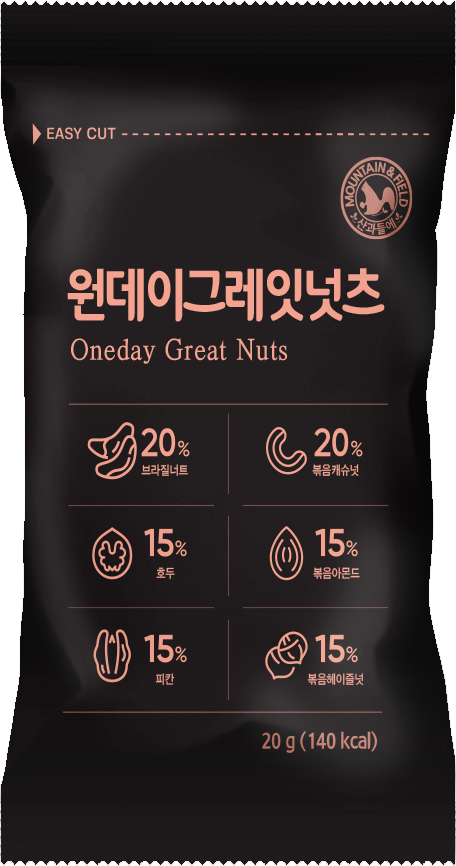 EASY CUT
MOUNTAIN & FIELD
산과들에
원데이그레잇넛츠
Oneday Great Nuts
20%
브라질너트
20%
볶음캐슈넛
15%
호두
15%
볶음아몬드
15%
피칸
15%
볶음헤이즐넛
20 g (140 kcal)